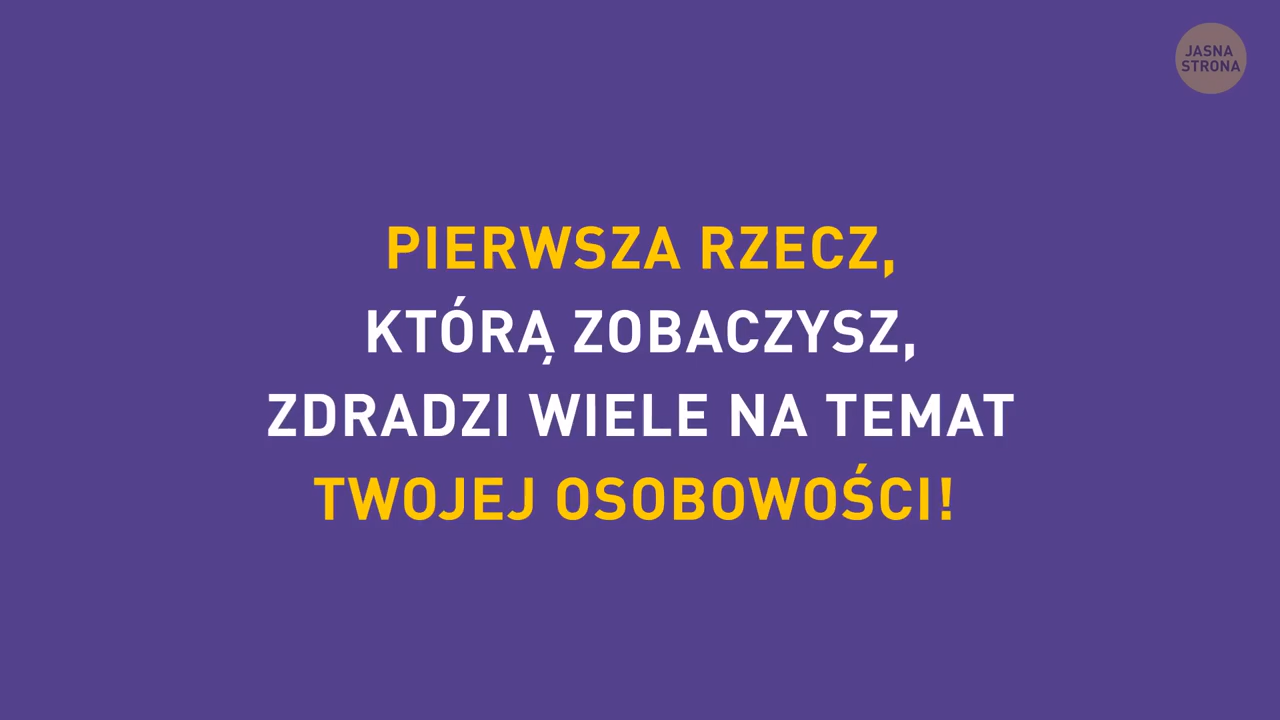 JASNA
STRONA
PIERWSZA RZECZ,
KTÓRĄ ZOBACZYSZ,
ZDRADZI WIELE NA TEMAT
TWOJEJ OSOBOWOŚCI!